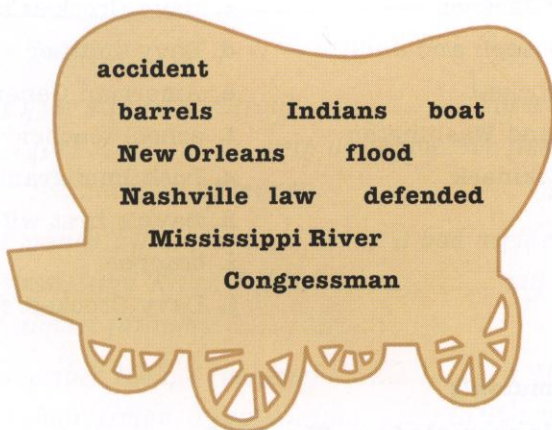 accident
barrels Indians boat
New Orleans flood
Nashville law defended
Mississippi River
Congressman